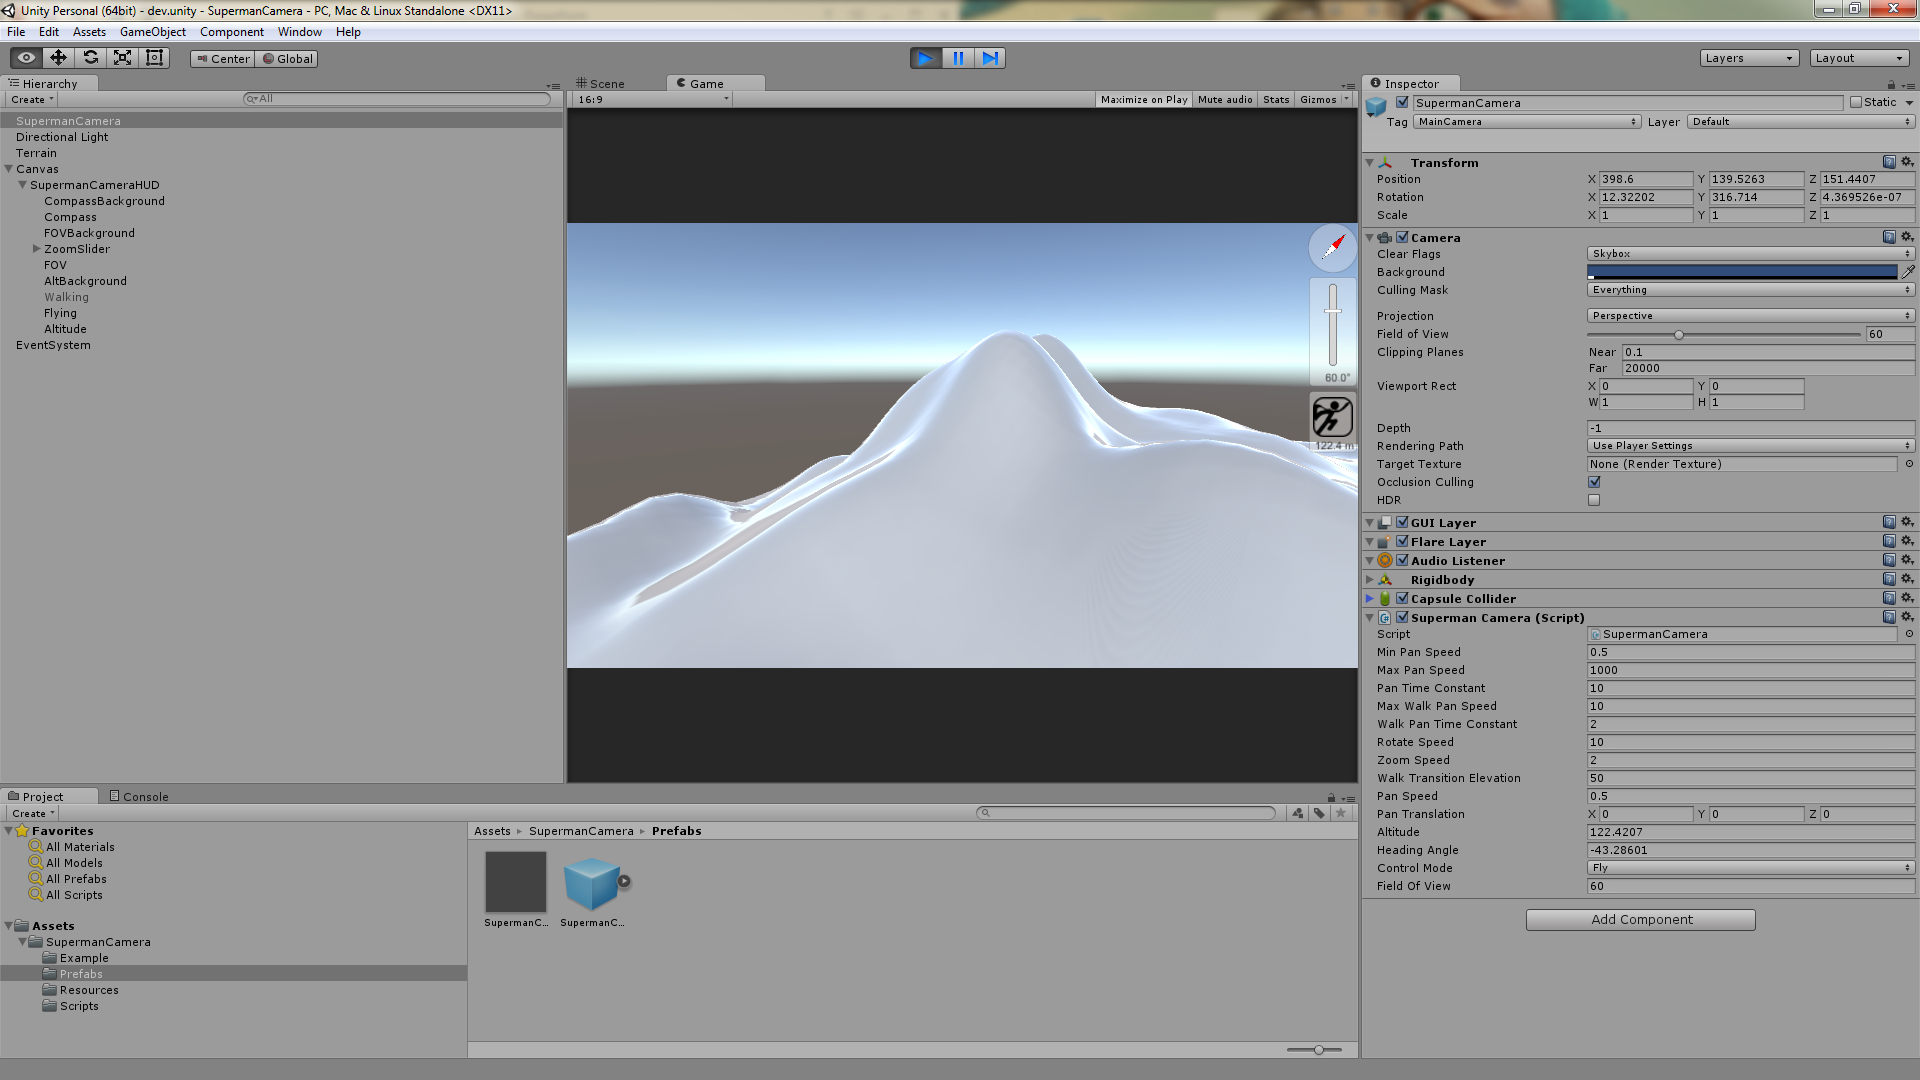 Unity Personal (64bit) - dev.unity - SupermanCamera - PC, Mac & Linux Standalone <DX11>
File Edit Assets GameObject Component Window Help
Center Global Layers Layout
Hierarchy
Create All
SupermanCamera
Directional Light
Terrain
Canvas
SupermanCameraHUD
CompassBackground
Compass
FOVBackground
ZoomSlider
FOV
AltBackground
Walking
Flying
Altitude
EventSystem
Scene Game
16:9 Maximize on Play Mute audio Stats Gizmos
60.0°
122.4 m
Inspector
SupermanCamera Static
Tag MainCamera Layer Default
Transform
Position X 398.6 Y 139.5263 Z 151.4407
Rotation X 12.32202 Y 316.714 Z 4.369526e-07
Scale X 1 Y 1 Z 1
Camera
Clear Flags Skybox
Background
Culling Mask Everything
Projection Perspective
Field of View 60
Clipping Planes Near 0.1
Far 20000
Viewport Rect X 0 Y 0
W 1 H 1
Depth -1
Rendering Path Use Player Settings
Target Texture None (Render Texture)
Occlusion Culling
HDR
GUI Layer
Flare Layer
Audio Listener
Rigidbody
Capsule Collider
Superman Camera (Script)
Script SupermanCamera
Min Pan Speed 0.5
Max Pan Speed 1000
Pan Time Constant 10
Max Walk Pan Speed 10
Walk Pan Time Constant 2
Rotate Speed 10
Zoom Speed 2
Walk Transition Elevation 50
Pan Speed 0.5
Pan Translation X 0 Y 0 Z 0
Altitude 122.4207
Heading Angle -43.28601
Control Mode Fly
Field Of View 60
Add Component
Project Console
Create
Favorites
All Materials
All Models
All Prefabs
All Scripts
Assets
SupermanCamera
Example
Prefabs
Resources
Scripts
Assets SupermanCamera Prefabs
SupermanC... SupermanC...